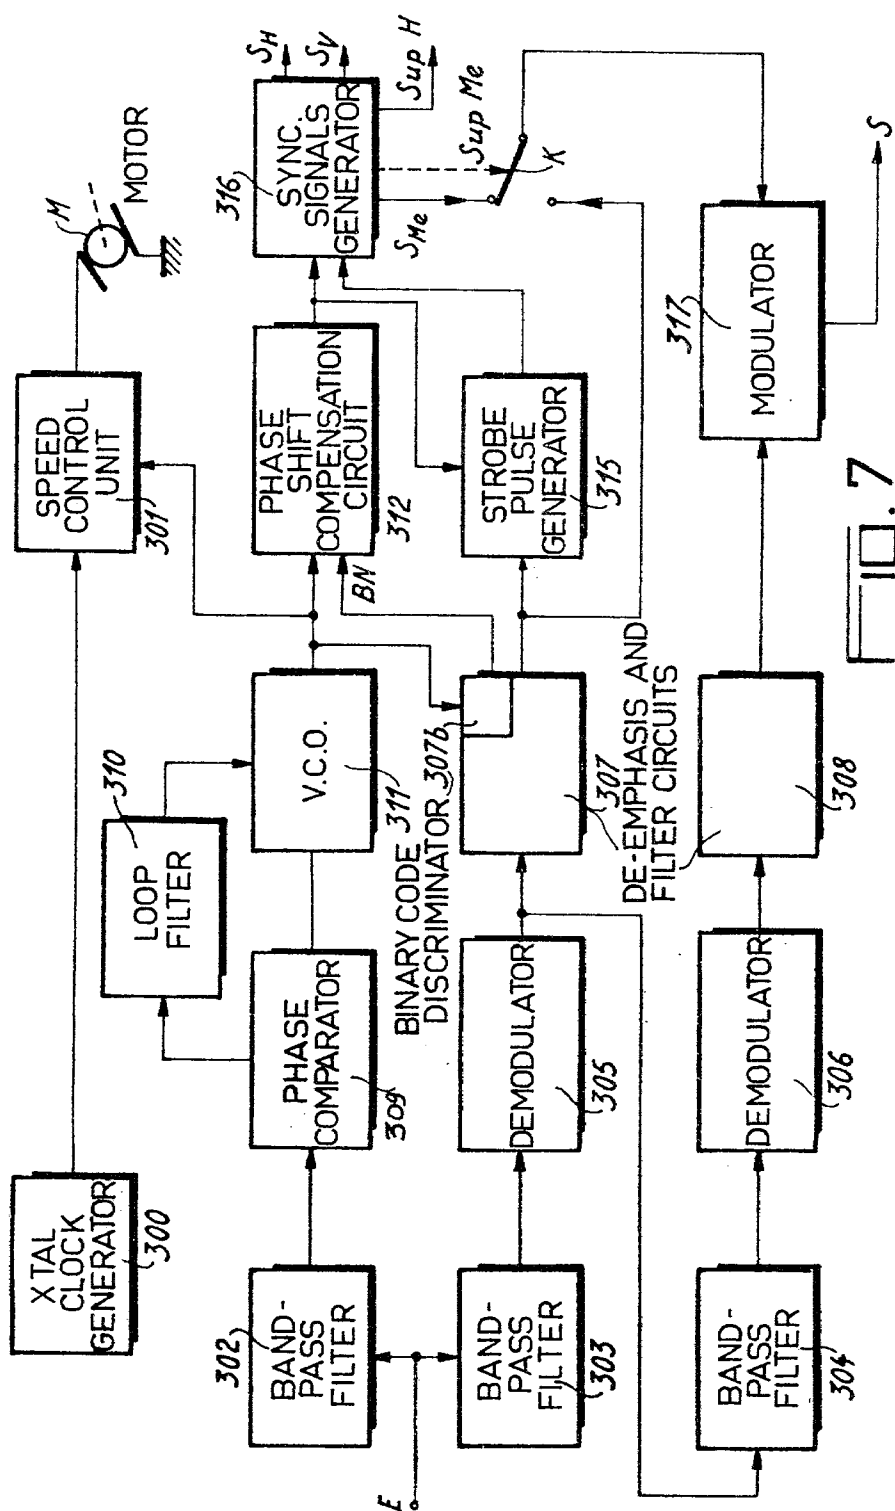 X TAL
CLOCK
GENERATOR
300
SPEED
CONTROL
UNIT
301
M
MOTOR
LOOP
FILTER
310
E
BAND-
PASS
FILTER
302
PHASE
COMPARATOR
309
V.C.O.
311
PHASE
SHIFT
COMPENSATION
CIRCUIT
312
BN
SYNC.
SIGNALS
GENERATOR
316
SH
SV
Sup H
Sup Me
SMe
K
BAND-
PASS
FILTER
303
DEMODULATOR
305
BINARY CODE
DISCRIMINATOR 307b
307
STROBE
PULSE
GENERATOR
315
DE-EMPHASIS AND
FILTER CIRCUITS
BAND-
PASS
FILTER
304
DEMODULATOR
306
308
MODULATOR
317
S
FIG. 7